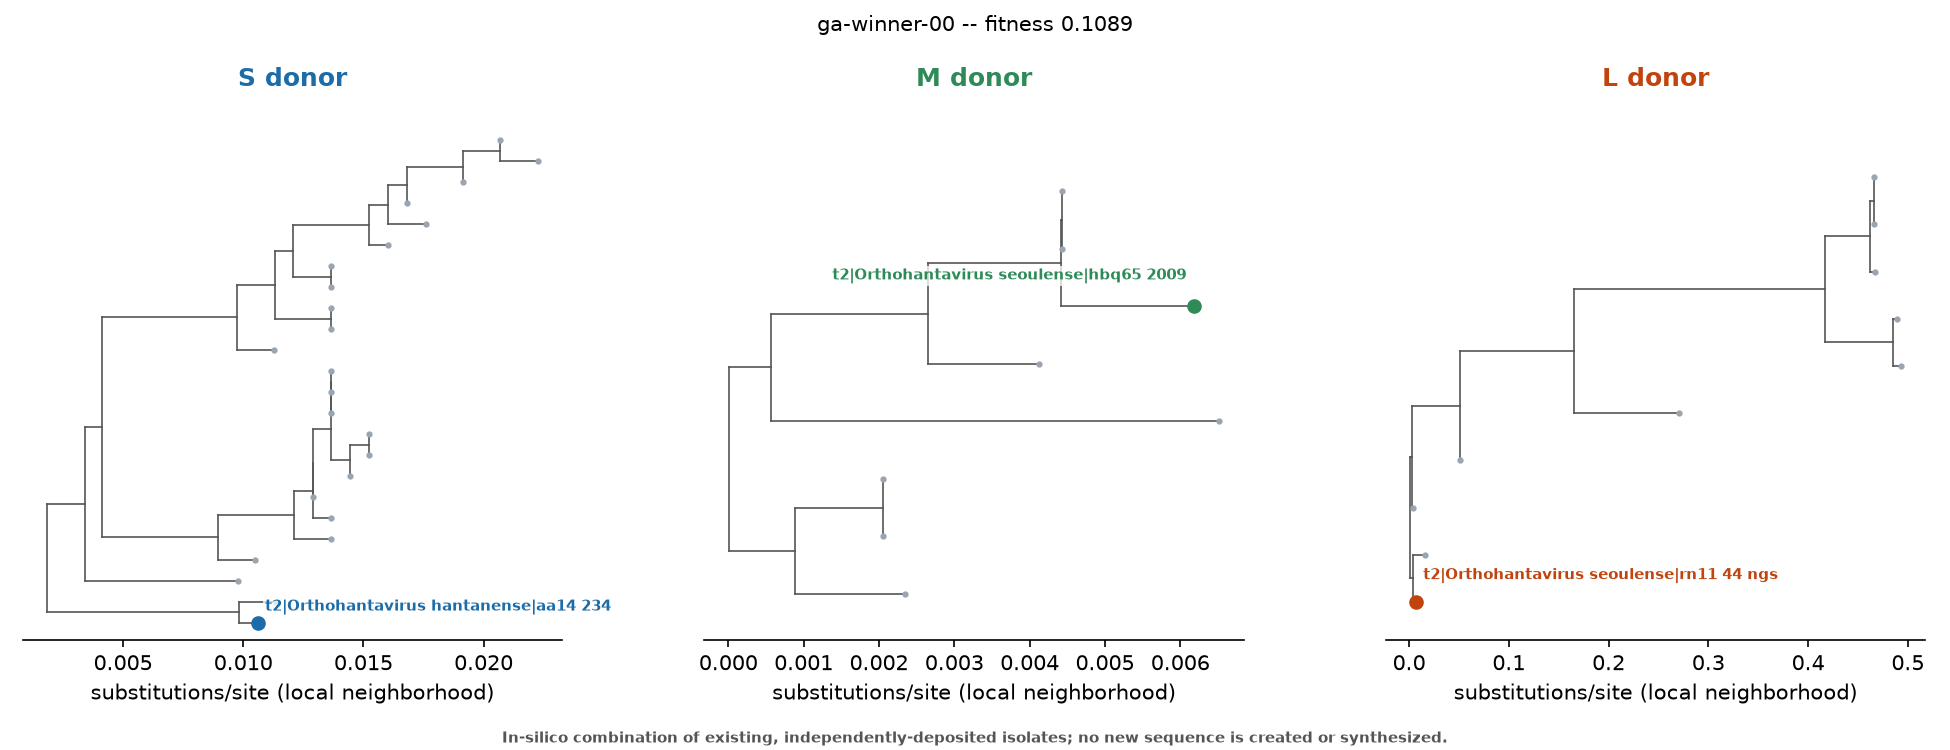 ga-winner-00 -- fitness 0.1089
S donor
M donor
L donor
t2|Orthohantavirus seoulense|hbq65 2009
t2|Orthohantavirus seoulense|rn11 44 ngs
t2|Orthohantavirus hantanense|aa14 234
0.005 0.010 0.015 0.020
substitutions/site (local neighborhood)
0.000 0.001 0.002 0.003 0.004 0.005 0.006
substitutions/site (local neighborhood)
0.0 0.1 0.2 0.3 0.4 0.5
substitutions/site (local neighborhood)
In-silico combination of existing, independently-deposited isolates; no new sequence is created or synthesized.